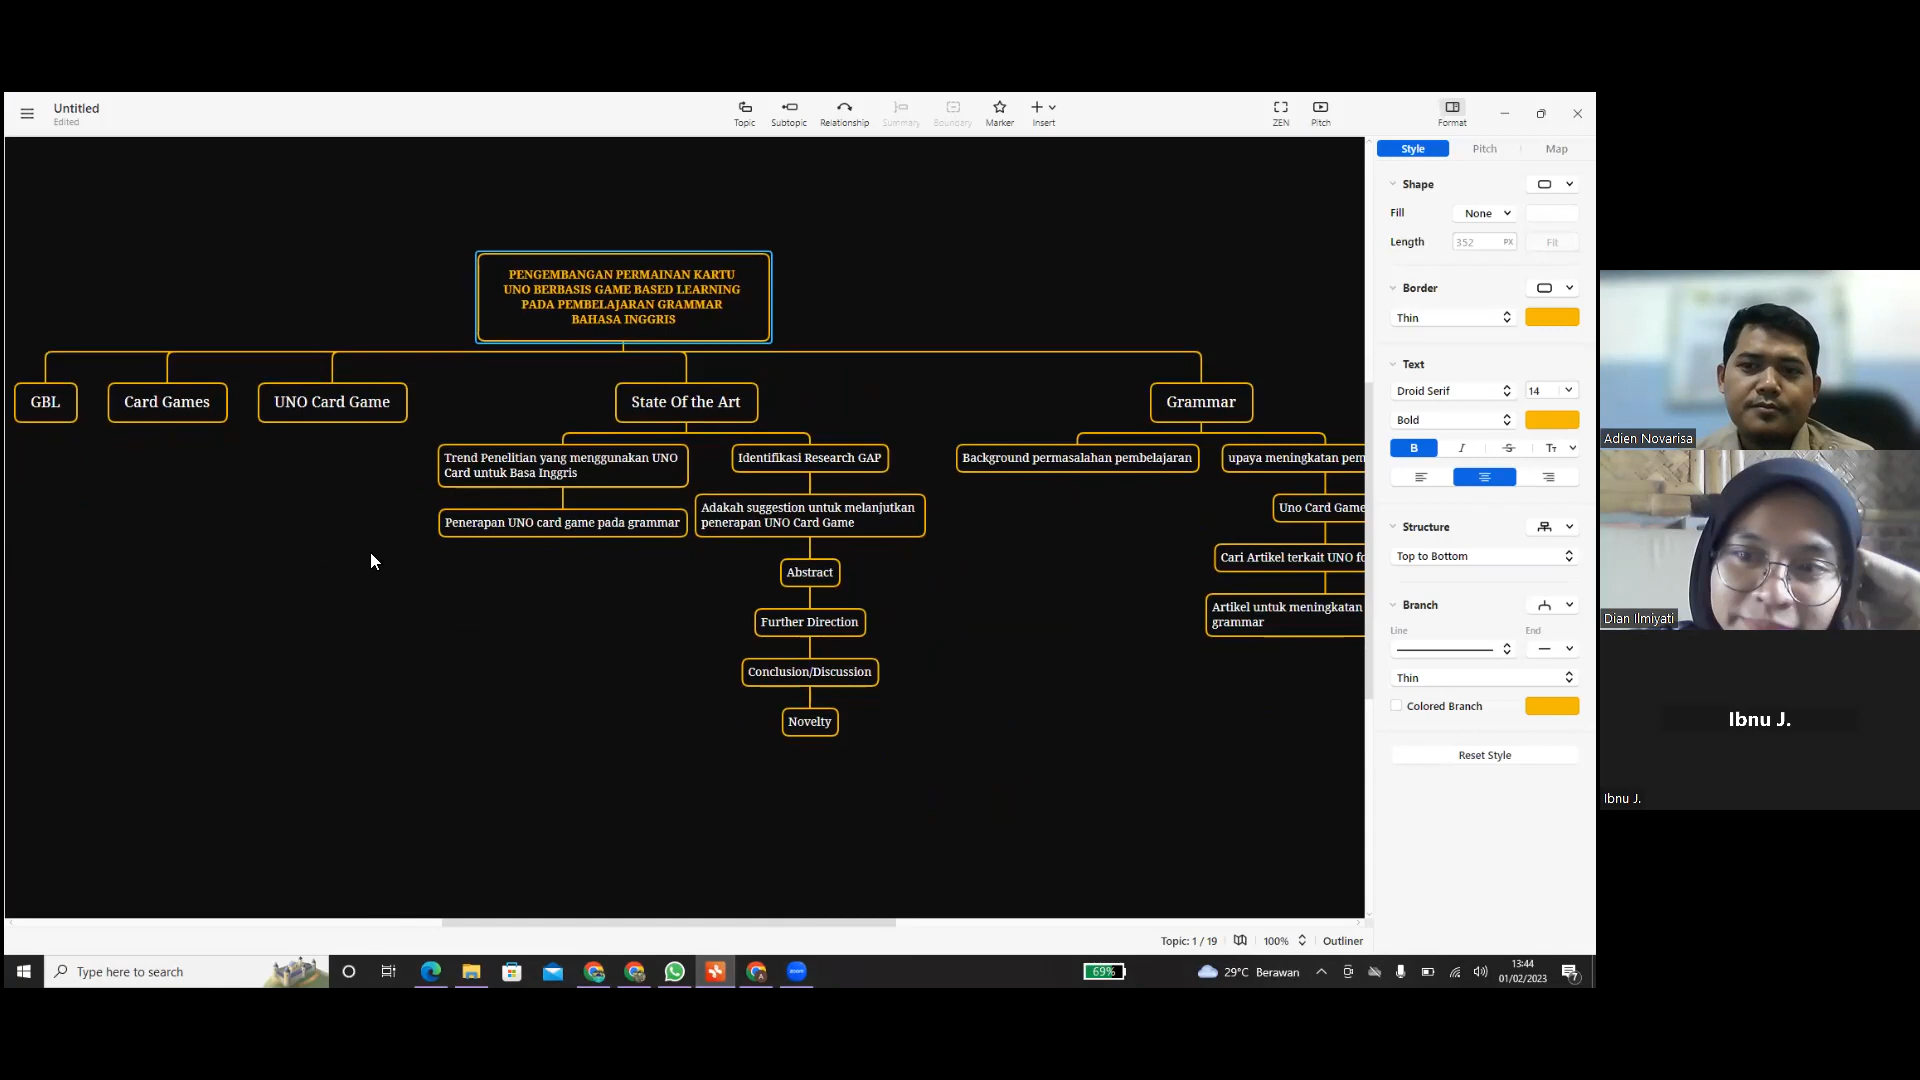 Untitled
Edited
Topic
Subtopic
Relationship
Summary
Boundary
Marker
Insert
ZEN
Pitch
Format
Style
Pitch
Map
Shape
Fill
None
Length
352
PX
Fit
Border
Thin
Text
Droid Serif
14
Bold
B
I
S
Tт
Structure
Top to Bottom
Branch
Line
End
Thin
Colored Branch
Reset Style
PENGEMBANGAN PERMAINAN KARTU
UNO BERBASIS GAME BASED LEARNING
PADA PEMBELAJARAN GRAMMAR
BAHASA INGGRIS
GBL
Card Games
UNO Card Game
State Of the Art
Grammar
Trend Penelitian yang menggunakan UNO
Card untuk Basa Inggris
Penerapan UNO card game pada grammar
Identifikasi Research GAP
Adakah suggestion untuk melanjutkan
penerapan UNO Card Game
Abstract
Further Direction
Conclusion/Discussion
Novelty
Background permasalahan pembelajaran
upaya meningkatan pem
Uno Card Game
Cari Artikel terkait UNO fo
Artikel untuk meningkatan
grammar
Topic: 1 / 19
100%
Outliner
Type here to search
zoom
69%
29°C Berawan
13:44
01/02/2023
7
Adien Novarisa
Dian Ilmiyati
Ibnu J.
Ibnu J.